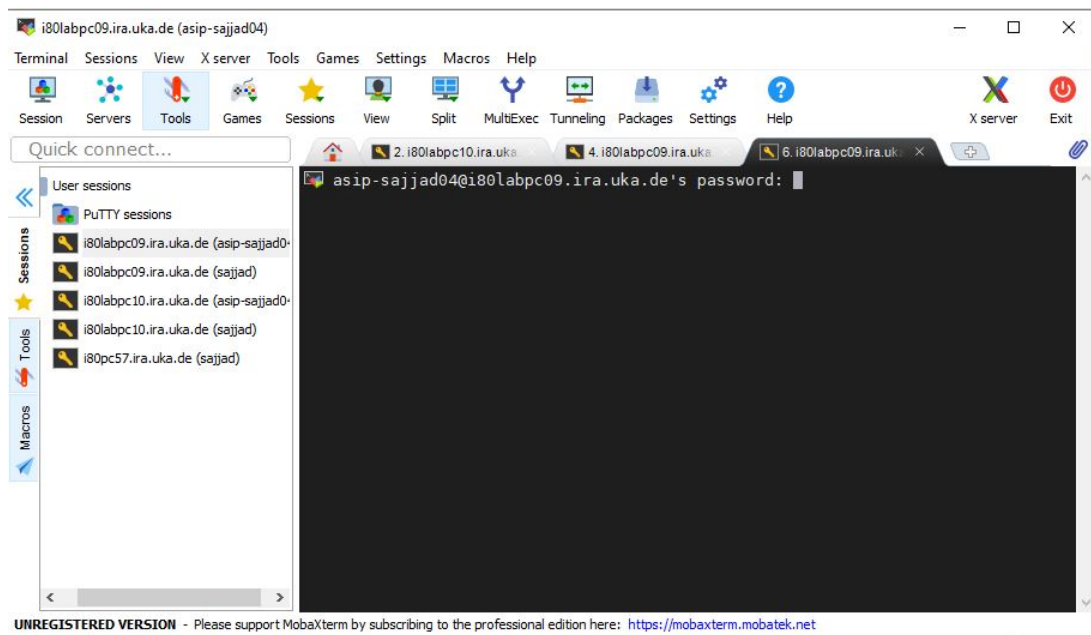 i80labpc09.ira.uka.de (asip-sajjad04)
Terminal Sessions View X server Tools Games Settings Macros Help
Session Servers Tools Games Sessions View Split MultiExec Tunneling Packages Settings Help X server Exit
Quick connect...
2. i80labpc10.ira.uka 4. i80labpc09.ira.uka 6. i80labpc09.ira.uk
asip-sajjad04@i80labpc09.ira.uka.de's password:
User sessions
PuTTY sessions
i80labpc09.ira.uka.de (asip-sajjad0
i80labpc09.ira.uka.de (sajjad)
i80labpc10.ira.uka.de (asip-sajjad0
i80labpc10.ira.uka.de (sajjad)
i80pc57.ira.uka.de (sajjad)
Sessions
Tools
Macros
UNREGISTERED VERSION - Please support MobaXterm by subscribing to the professional edition here: https://mobaxterm.mobatek.net